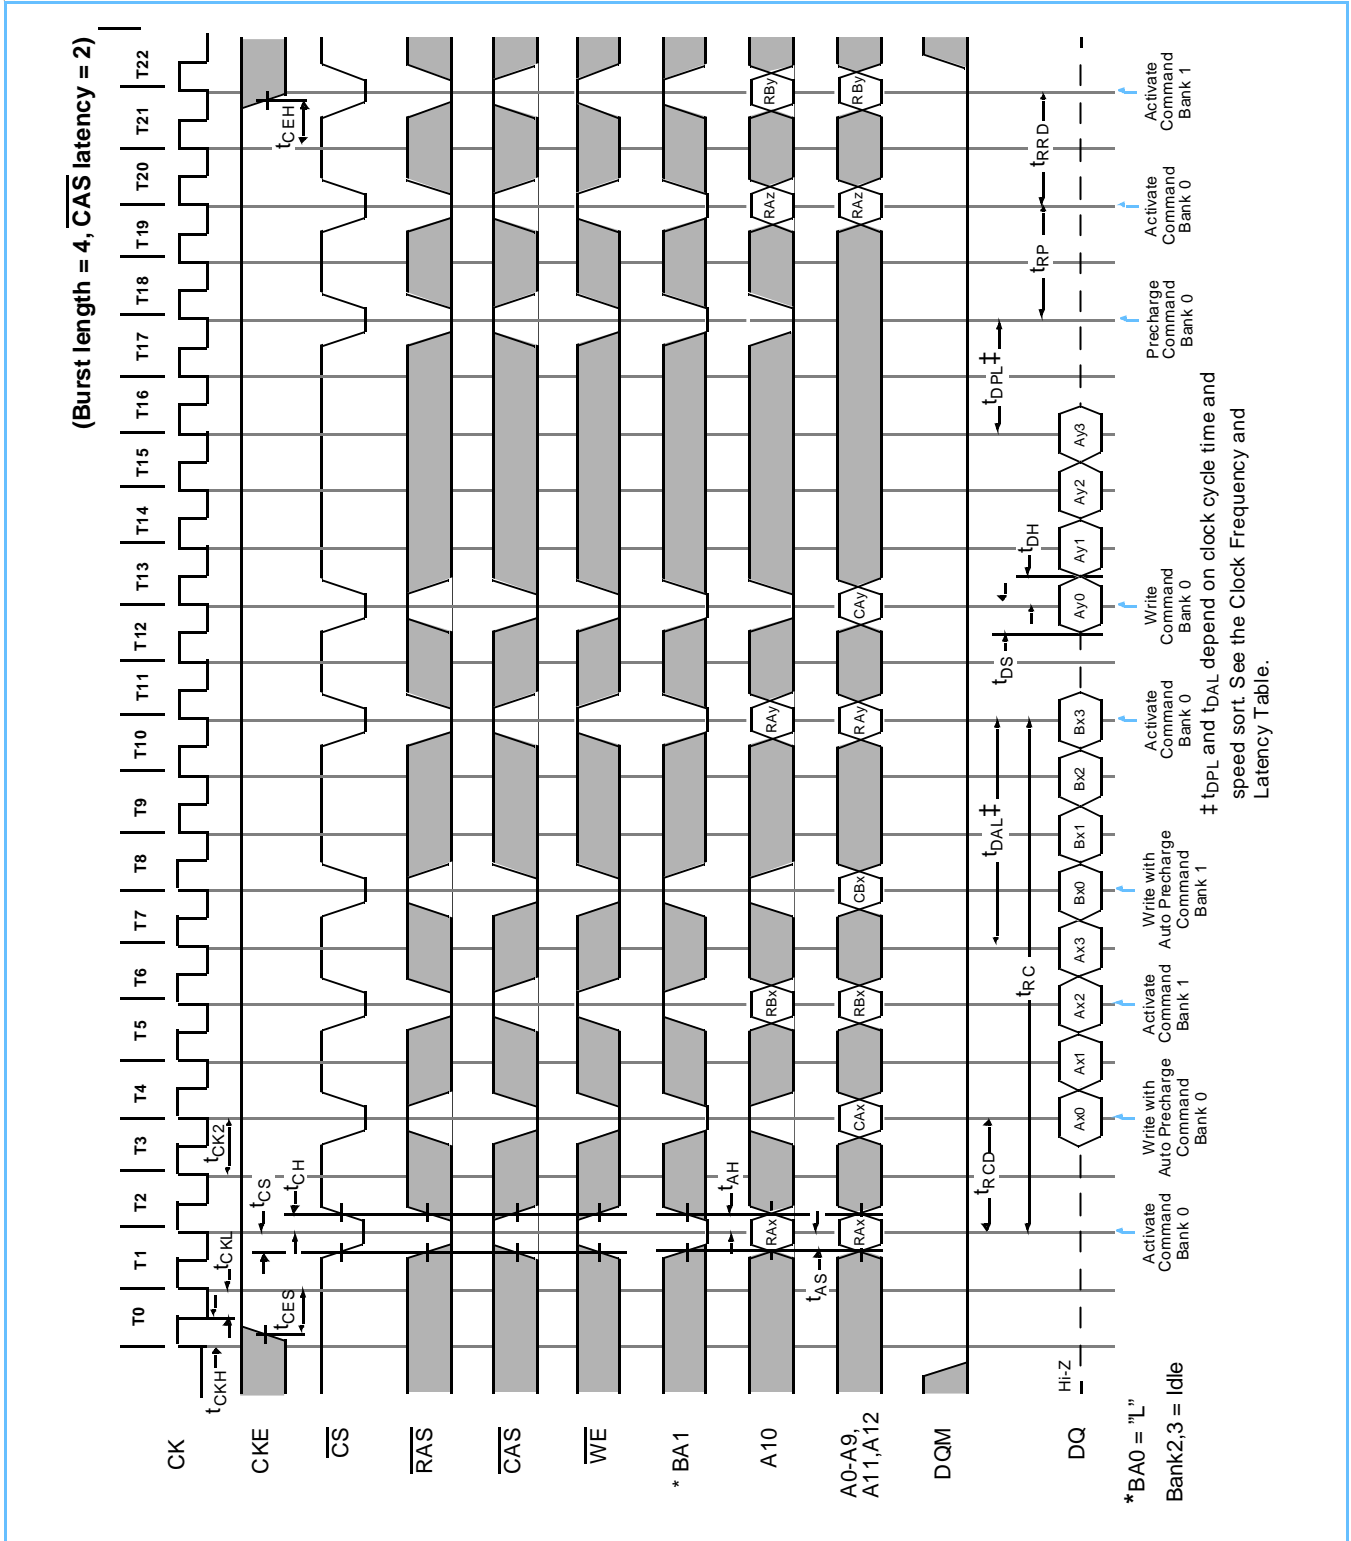 (Burst length = 4, CAS latency = 2)
T0 T1 T2 T3 T4 T5 T6 T7 T8 T9 T10 T11 T12 T13 T14 T15 T16 T17 T18 T19 T20 T21 T22
CK
tCKH
tCKL
tCK2
CKE
tCES
tCS
tCH
tCEH
CS
RAS
CAS
WE
* BA1
tAH
A10
RAx RBx RAy RAz RBy
tAS
A0-A9,
A11,A12
RAx CAx RBx CBx RAy CAy RAz RBy
DQM
tRCD
tDAL‡
tDS
tDPL‡
tRC
tDH
tRP
tRRD
DQ
Hi-Z
Ax0 Ax1 Ax2 Ax3 Bx0 Bx1 Bx2 Bx3 Ay0 Ay1 Ay2 Ay3
Activate
Command
Bank 0
Write with
Auto Precharge
Command
Bank 0
Activate
Command
Bank 1
Write with
Auto Precharge
Command
Bank 1
Activate
Command
Bank 0
Write
Command
Bank 0
Precharge
Command
Bank 0
Activate
Command
Bank 0
Activate
Command
Bank 1
*BA0 = "L"
Bank2,3 = Idle
‡ tDPL and tDAL depend on clock cycle time and
speed sort. See the Clock Frequency and
Latency Table.